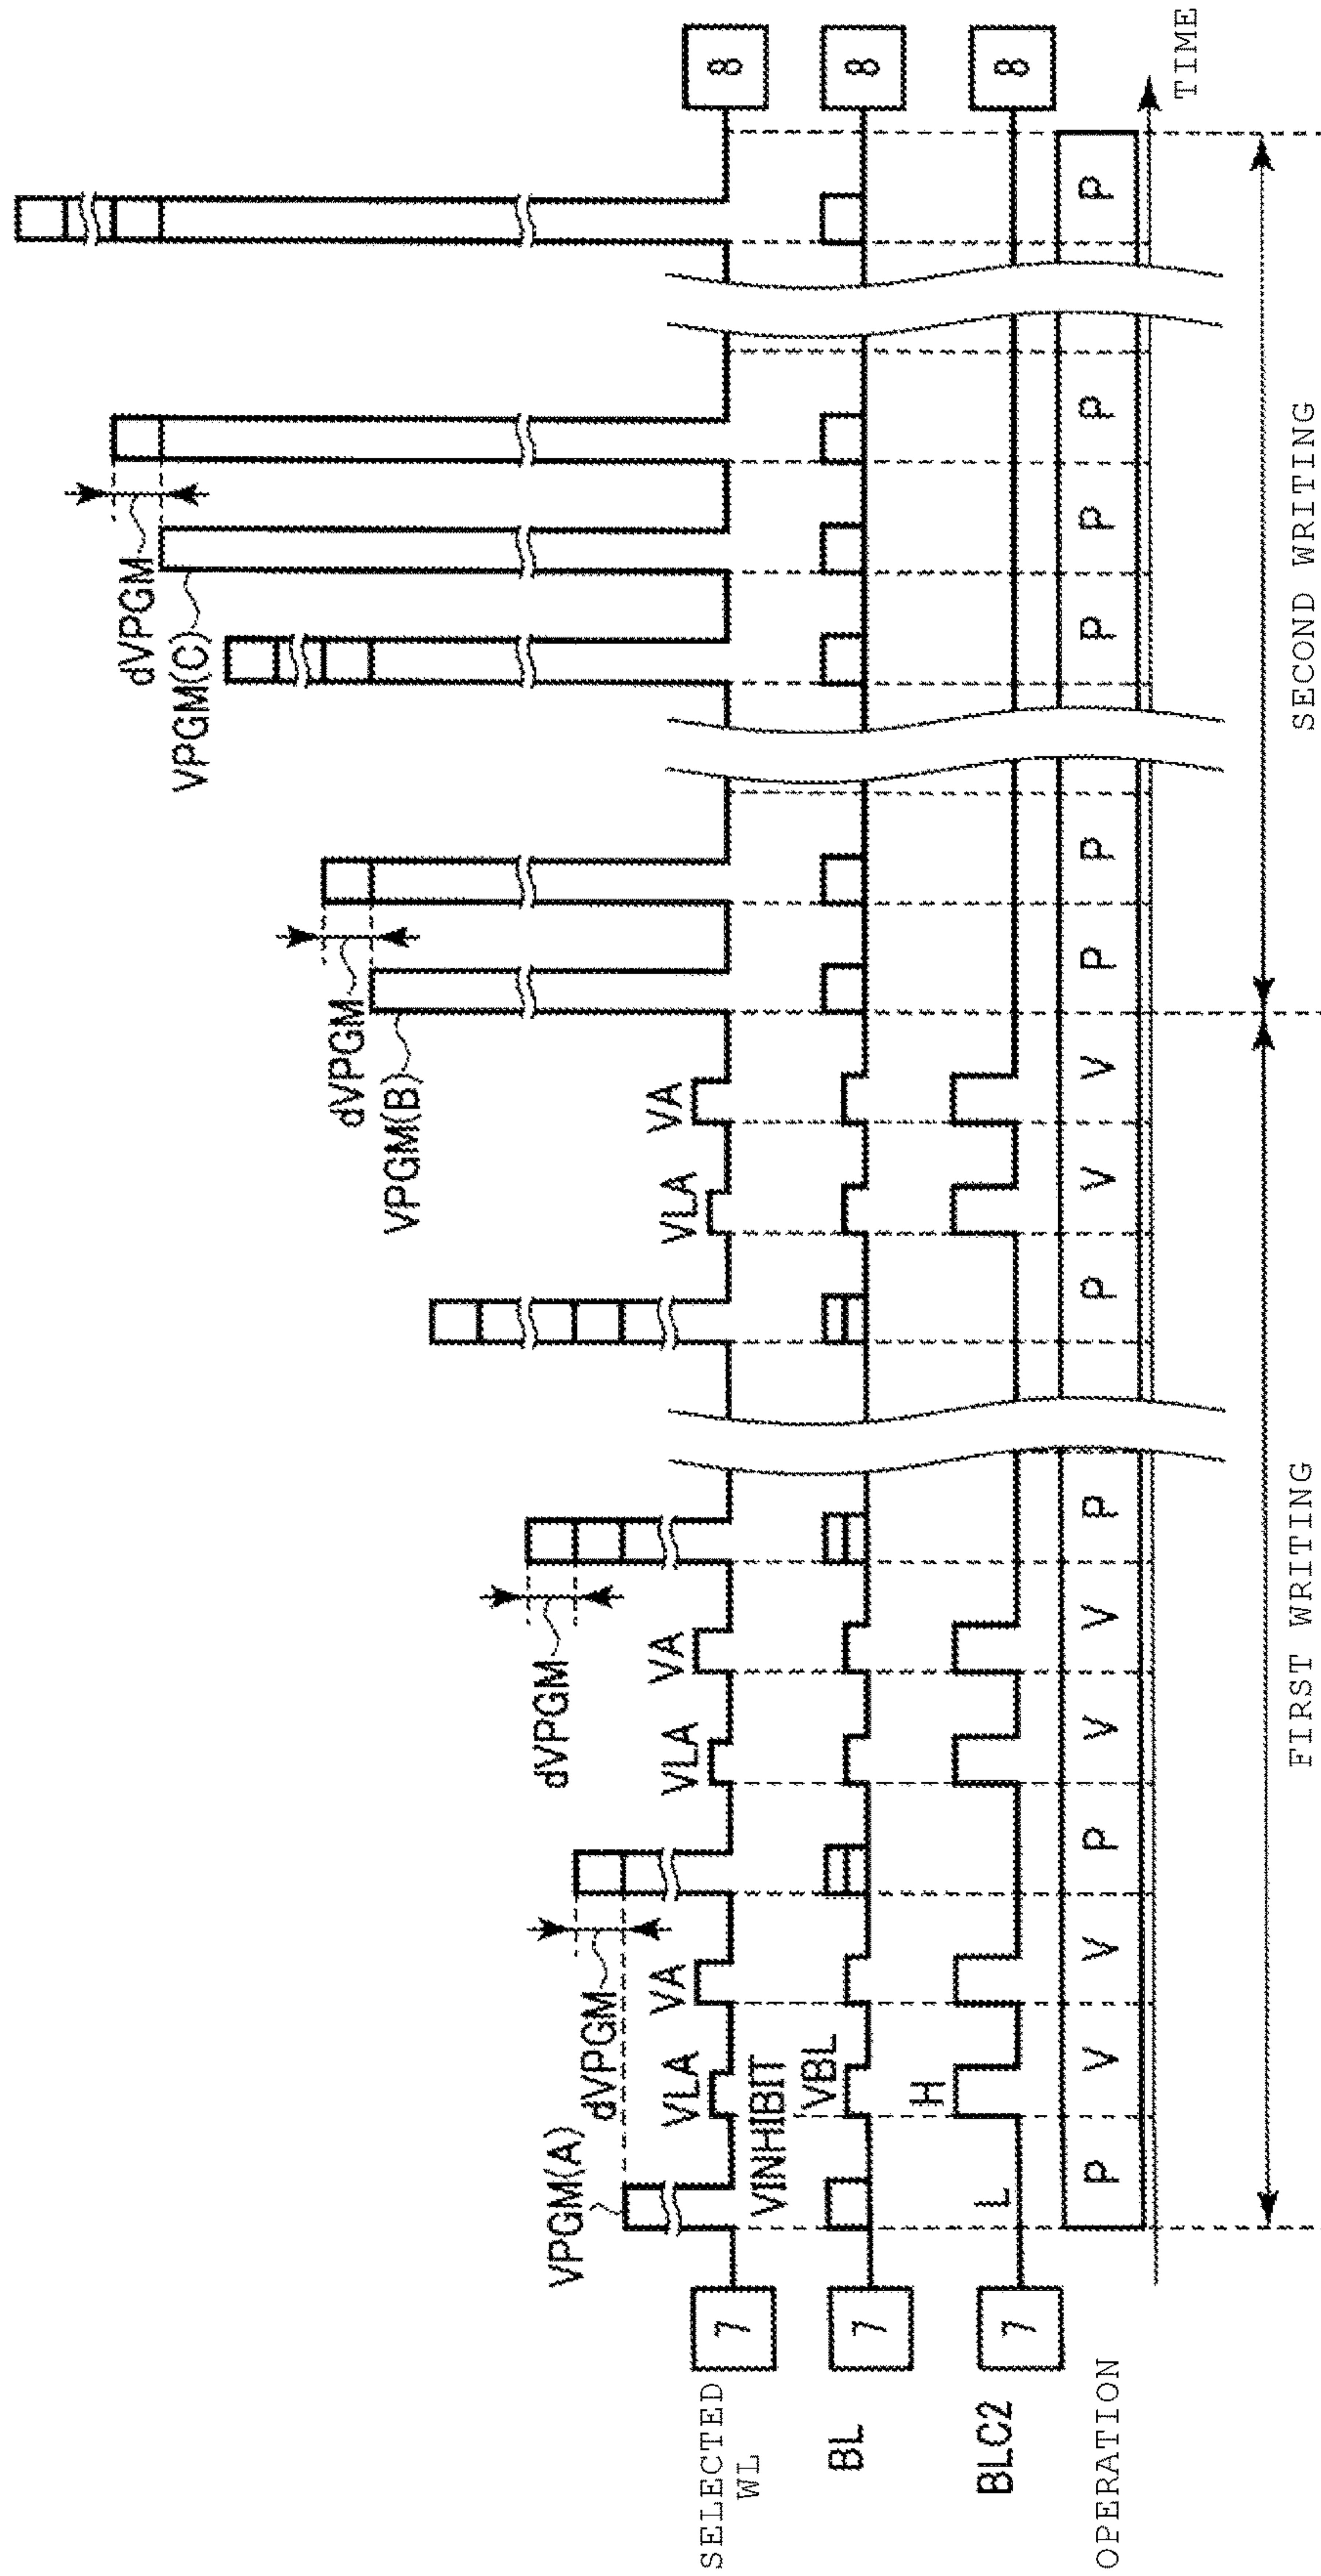 dVPGM
VPGM(C)
dVPGM
VPGM(B)
dVPGM
VPGM(A)
dVPGM
VLA VA VLA VA VLA VA
SELECTED
WL
7 8
VINHIBIT
VBL
BL 7 8
H
L
BLC2 7 8
OPERATION P V V P V V P P V V P P P P P P
TIME
FIRST WRITING SECOND WRITING